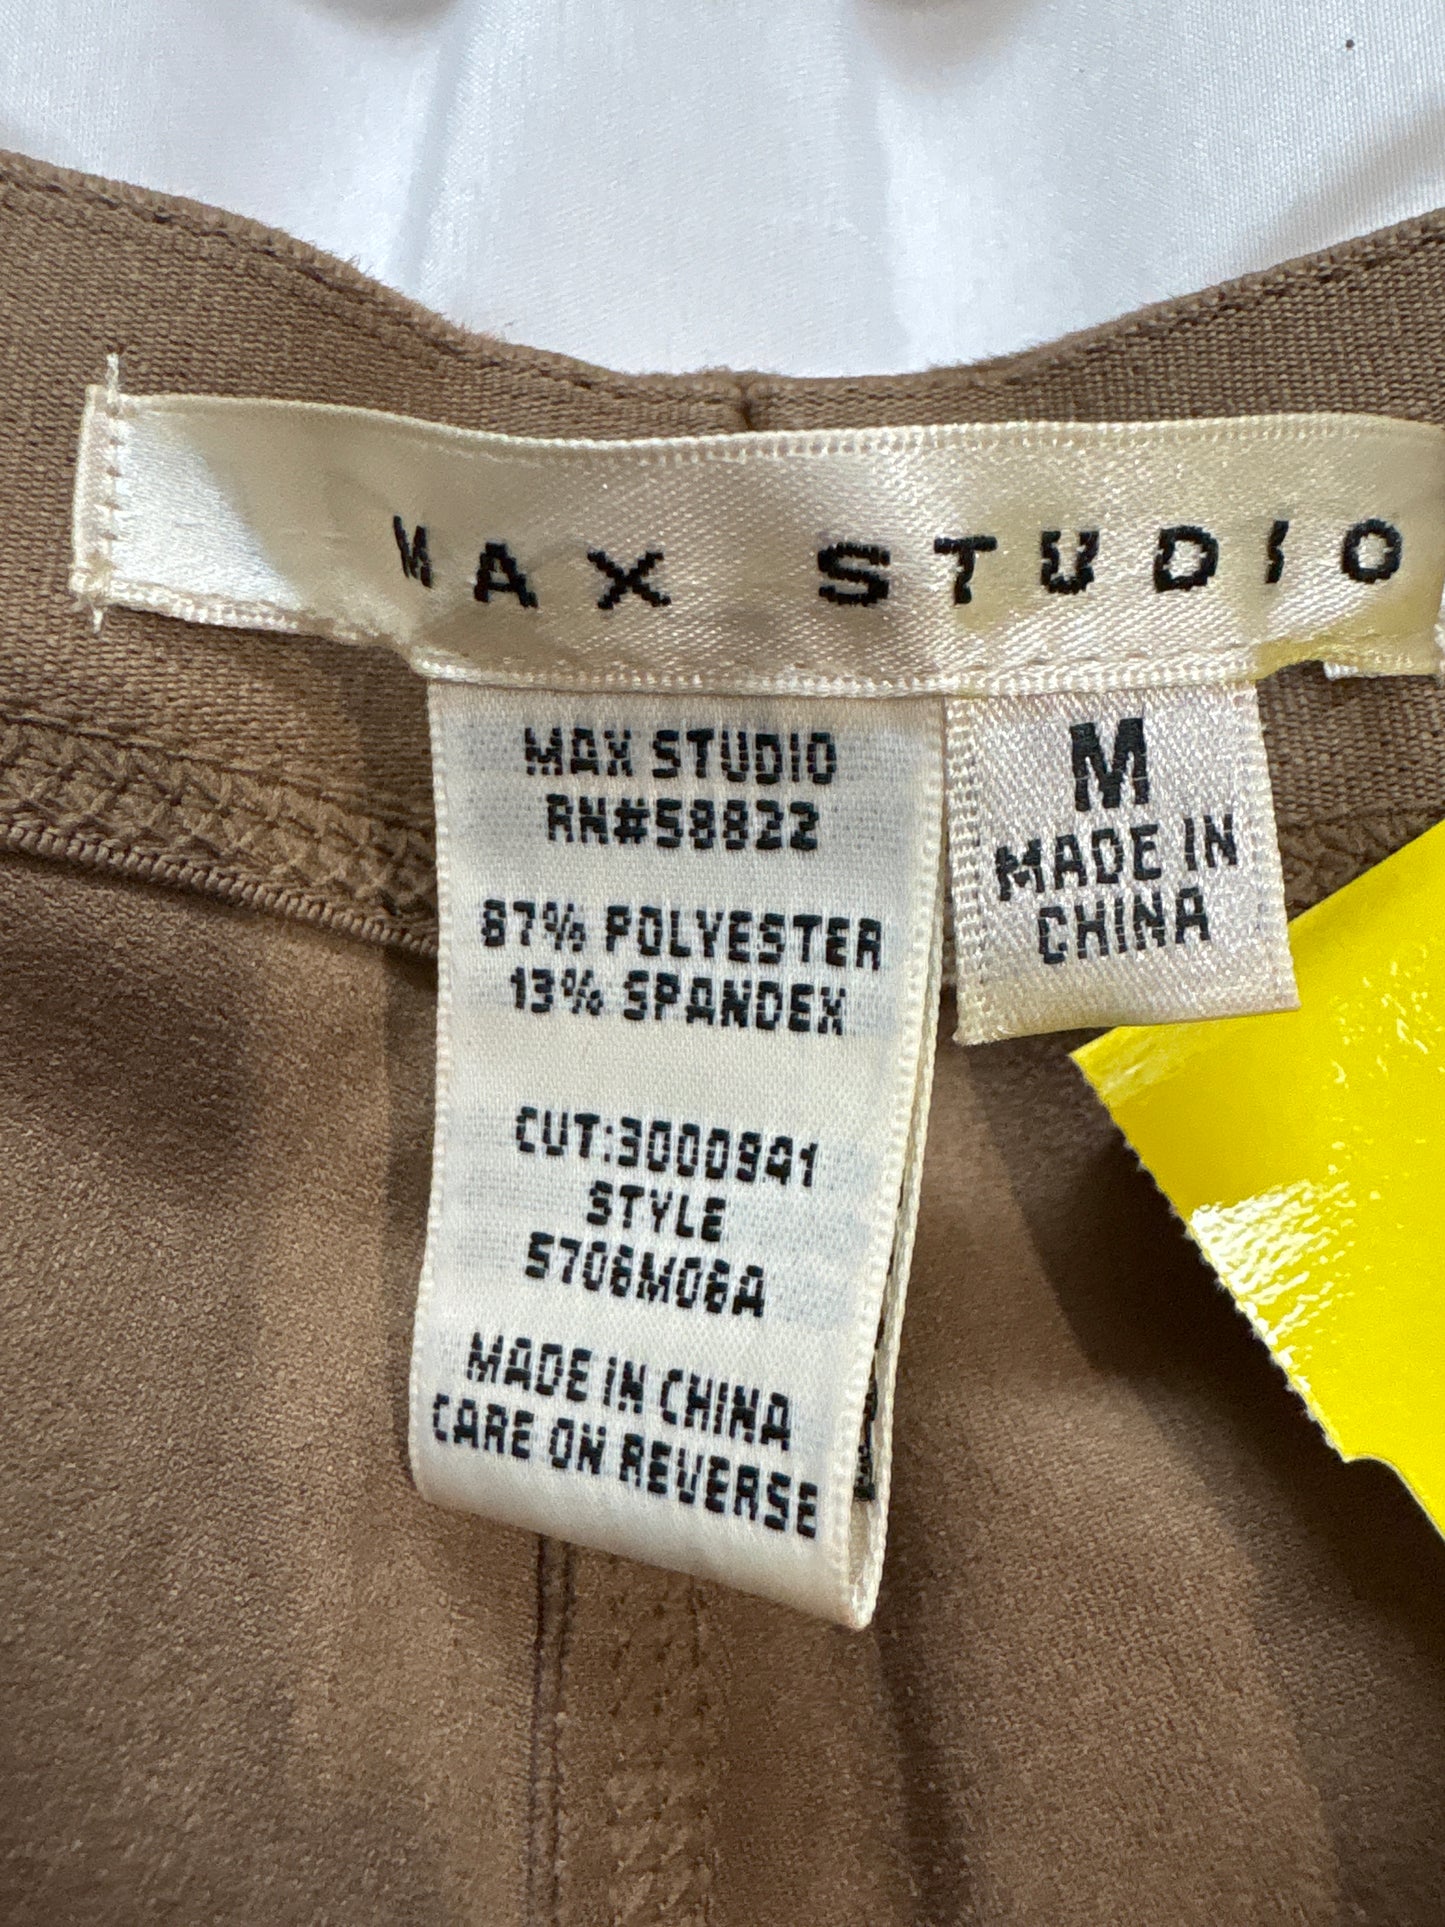 MAX STUDIO
MAX STUDIO
RN#58822
87% POLYESTER
13% SPANDEX
CUT:3000941
STYLE
5706M06A
MADE IN CHINA
CARE ON REVERSE
M
MADE IN
CHINA